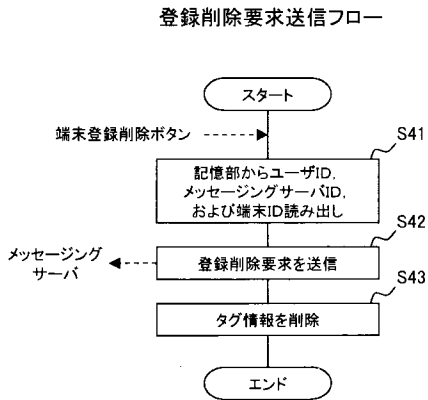 登録削除要求送信フロー
スタート
端末登録削除ボタン
S41
記憶部からユーザID,
メッセージングサーバID,
および端末ID読み出し
S42
メッセージング
サーバ
登録削除要求を送信
S43
タグ情報を削除
エンド